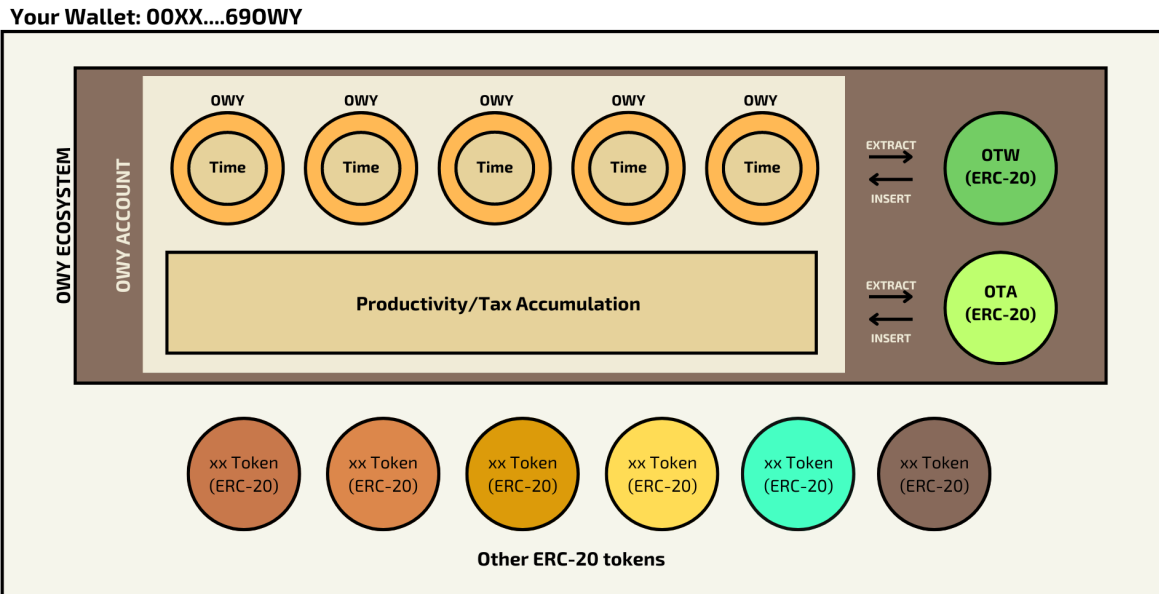 Your Wallet: 00XX....69OWY
OWY ECOSYSTEM
OWY ACCOUNT
OWY
OWY
OWY
OWY
OWY
Time
Time
Time
Time
Time
EXTRACT
INSERT
OTW
(ERC-20)
Productivity/Tax Accumulation
EXTRACT
INSERT
OTA
(ERC-20)
xx Token
(ERC-20)
xx Token
(ERC-20)
xx Token
(ERC-20)
xx Token
(ERC-20)
xx Token
(ERC-20)
xx Token
(ERC-20)
Other ERC-20 tokens